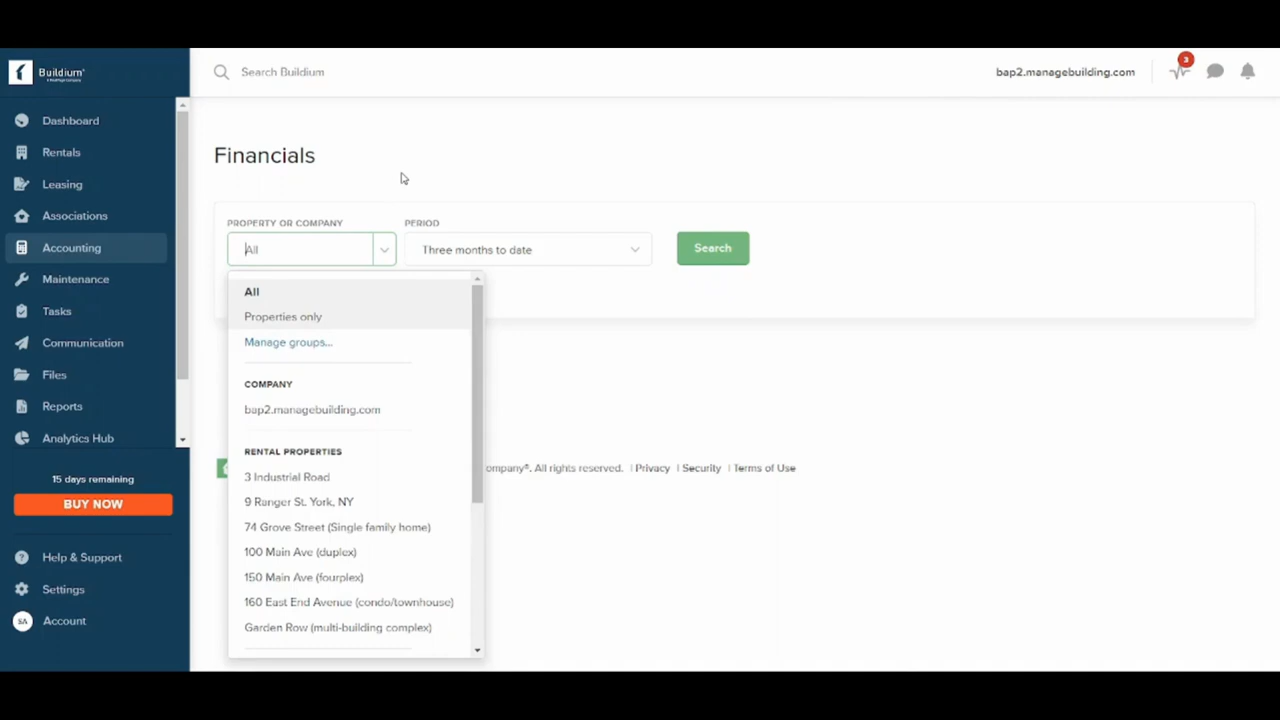 Buildium
Search Buildium
bap2.managebuilding.com
3
Dashboard
Rentals
Leasing
Associations
Accounting
Maintenance
Tasks
Communication
Files
Reports
Analytics Hub
15 days remaining
BUY NOW
Help & Support
Settings
SA
Account
Financials
PROPERTY OR COMPANY
PERIOD
All
Three months to date
Search
All
Properties only
Manage groups...
COMPANY
bap2.managebuilding.com
RENTAL PROPERTIES
3 Industrial Road
9 Ranger St. York, NY
74 Grove Street (Single family home)
100 Main Ave (duplex)
150 Main Ave (fourplex)
160 East End Avenue (condo/townhouse)
Garden Row (multi-building complex)
ompany®. All rights reserved. | Privacy | Security | Terms of Use